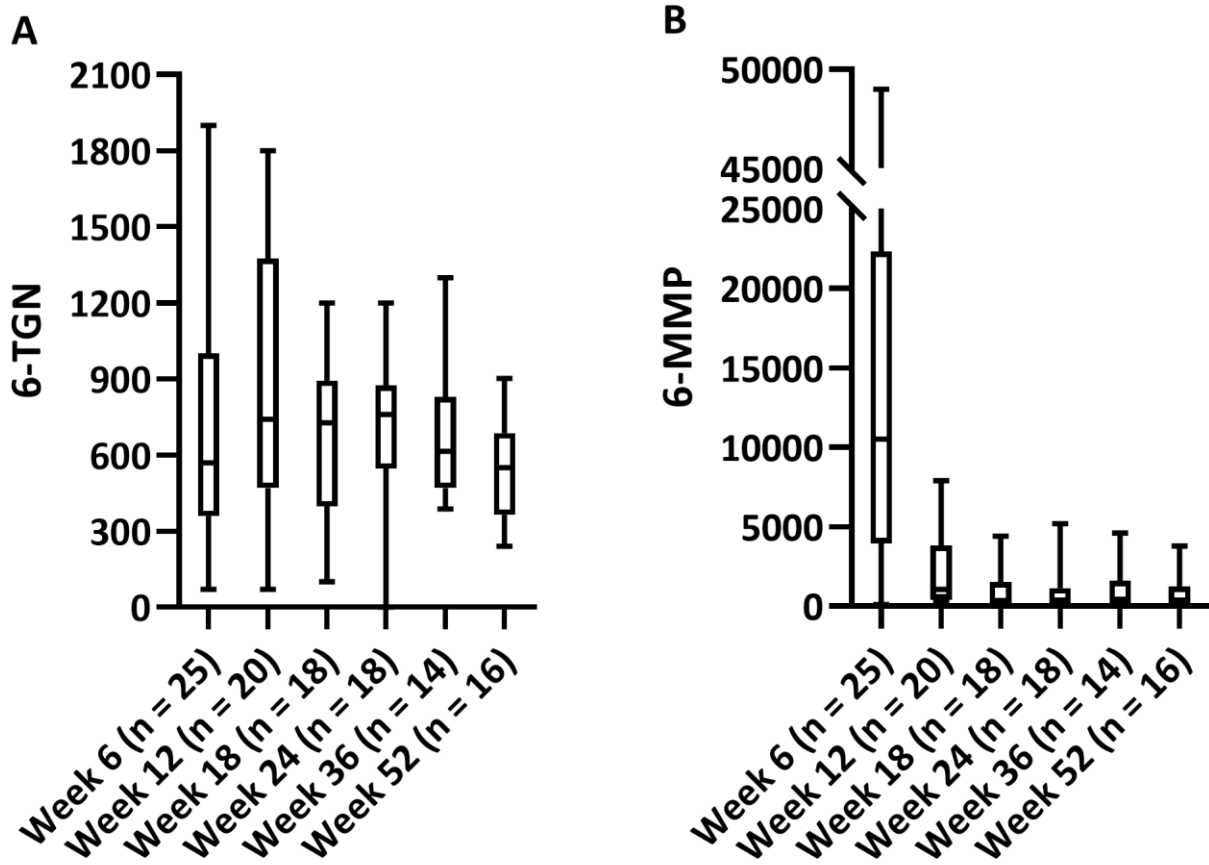 A
6-TGN
2100
1800
1500
1200
900
600
300
0
Week 6 (n = 25)
Week 12 (n = 20)
Week 18 (n = 18)
Week 24 (n = 18)
Week 36 (n = 14)
Week 52 (n = 16)
B
6-MMP
50000
45000
25000
20000
15000
10000
5000
0
Week 6 (n = 25)
Week 12 (n = 20)
Week 18 (n = 18)
Week 24 (n = 18)
Week 36 (n = 14)
Week 52 (n = 16)